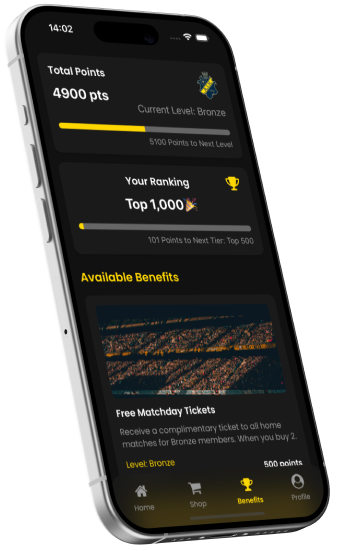 14:02
Total Points
4900 pts
Current Level: Bronze
5100 Points to Next Level
Your Ranking
Top 1,000🎉
101 Points to Next Tier: Top 500
Available Benefits
Free Matchday Tickets
Receive a complimentary ticket to all home
matches for Bronze members. When you buy 2.
Level: Bronze
500 points
Home
Shop
Benefits
Profile